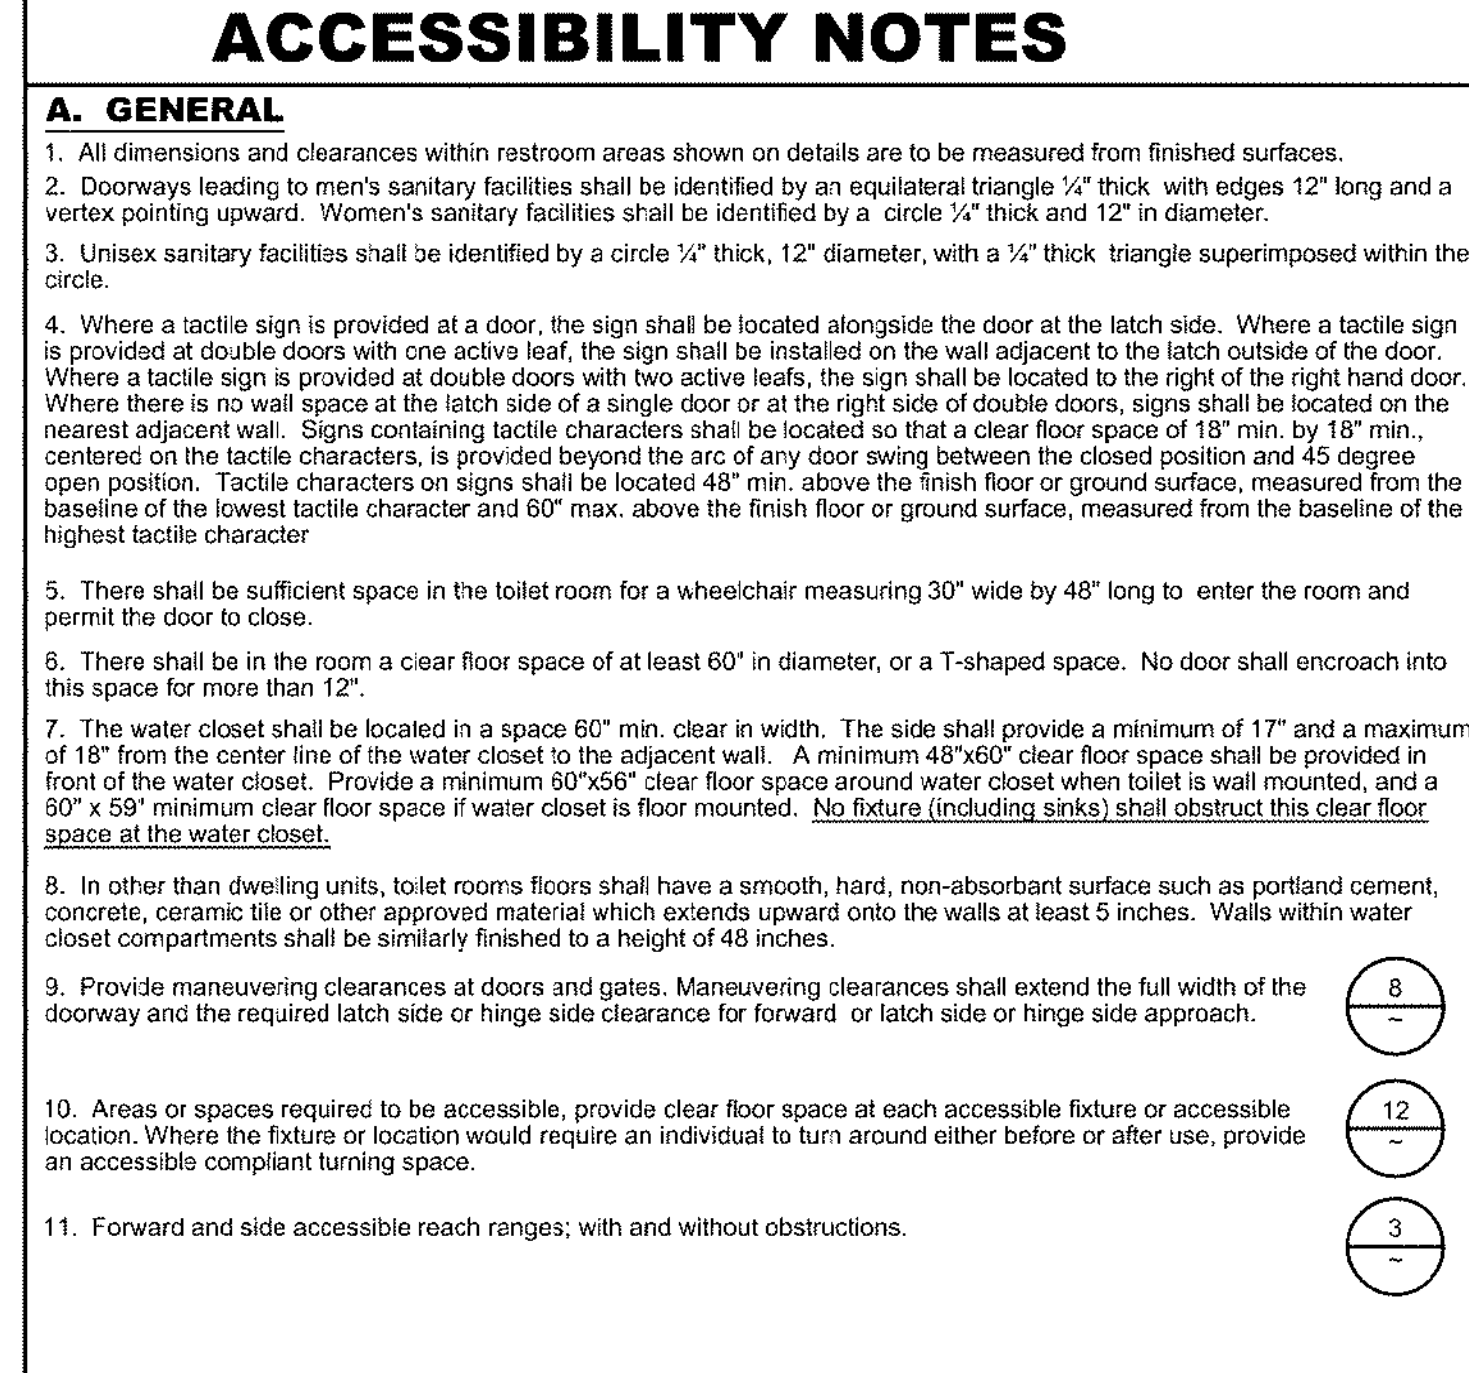 ACCESSIBILITY NOTES
A. GENERAL
1. All dimensions and clearances within restroom areas shown on details are to be measured from finished surfaces.
2. Doorways leading to men's sanitary facilities shall be identified by an equilateral triangle ¼" thick with edges 12" long and a
vertex pointing upward. Women's sanitary facilities shall be identified by a circle ¼" thick and 12" in diameter.
3. Unisex sanitary facilities shall be identified by a circle ¼" thick, 12" diameter, with a ¼" thick triangle superimposed within the
circle.
4. Where a tactile sign is provided at a door, the sign shall be located alongside the door at the latch side. Where a tactile sign
is provided at double doors with one active leaf, the sign shall be installed on the wall adjacent to the latch outside of the door.
Where a tactile sign is provided at double doors with two active leafs, the sign shall be located to the right of the right hand door.
Where there is no wall space at the latch side of a single door or at the right side of double doors, signs shall be located on the
nearest adjacent wall. Signs containing tactile characters shall be located so that a clear floor space of 18" min. by 18" min.,
centered on the tactile characters, is provided beyond the arc of any door swing between the closed position and 45 degree
open position. Tactile characters on signs shall be located 48" min. above the finish floor or ground surface, measured from the
baseline of the lowest tactile character and 60" max. above the finish floor or ground surface, measured from the baseline of the
highest tactile character
5. There shall be sufficient space in the toilet room for a wheelchair measuring 30" wide by 48" long to enter the room and
permit the door to close.
6. There shall be in the room a clear floor space of at least 60" in diameter, or a T-shaped space. No door shall encroach into
this space for more than 12".
7. The water closet shall be located in a space 60" min. clear in width. The side shall provide a minimum of 17" and a maximum
of 18" from the center line of the water closet to the adjacent wall. A minimum 48"x60" clear floor space shall be provided in
front of the water closet. Provide a minimum 60"x56" clear floor space around water closet when toilet is wall mounted, and a
60" x 59" minimum clear floor space if water closet is floor mounted. No fixture (including sinks) shall obstruct this clear floor
space at the water closet.
8. In other than dwelling units, toilet rooms floors shall have a smooth, hard, non-absorbant surface such as portland cement,
concrete, ceramic tile or other approved material which extends upward onto the walls at least 5 inches. Walls within water
closet compartments shall be similarly finished to a height of 48 inches.
9. Provide maneuvering clearances at doors and gates. Maneuvering clearances shall extend the full width of the
doorway and the required latch side or hinge side clearance for forward or latch side or hinge side approach.
8
~
10. Areas or spaces required to be accessible, provide clear floor space at each accessible fixture or accessible
location. Where the fixture or location would require an individual to turn around either before or after use, provide
an accessible compliant turning space.
12
~
11. Forward and side accessible reach ranges; with and without obstructions.
3
~